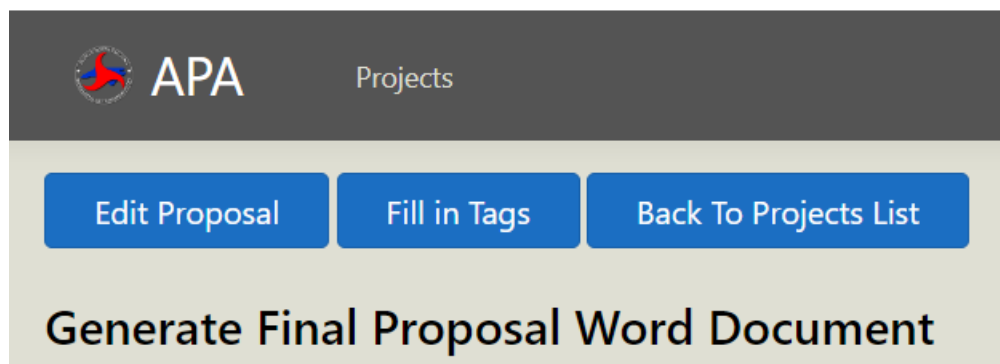 APA Projects
Edit Proposal Fill in Tags Back To Projects List
Generate Final Proposal Word Document